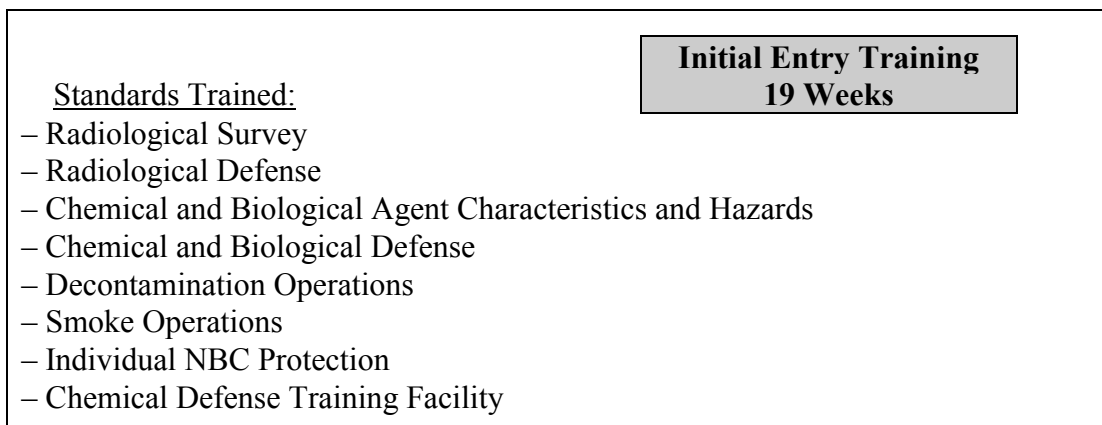 Initial Entry Training
19 Weeks
Standards Trained:
– Radiological Survey
– Radiological Defense
– Chemical and Biological Agent Characteristics and Hazards
– Chemical and Biological Defense
– Decontamination Operations
– Smoke Operations
– Individual NBC Protection
– Chemical Defense Training Facility